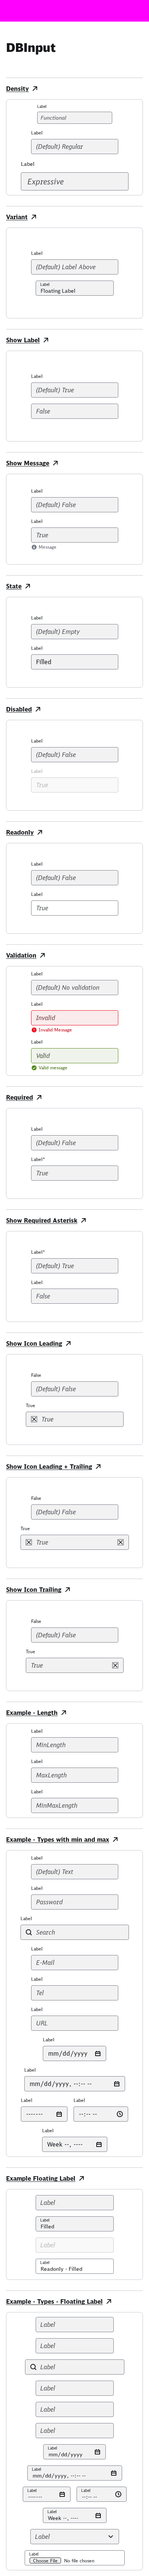 DBInput
Density
Label
Functional
Label
(Default) Regular
Label
Expressive
Variant
Label
(Default) Label Above
Label
Floating Label
Show Label
Label
(Default) True
False
Show Message
Label
(Default) False
Label
True
Message
State
Label
(Default) Empty
Label
Filled
Disabled
Label
(Default) False
Label
True
Readonly
Label
(Default) False
Label
True
Validation
Label
(Default) No validation
Label
Invalid
Invalid Message
Label
Valid
Valid message
Required
Label
(Default) False
Label*
True
Show Required Asterisk
Label*
(Default) True
Label
False
Show Icon Leading
False
(Default) False
True
True
Show Icon Leading + Trailing
False
(Default) False
True
True
Show Icon Trailing
False
(Default) False
True
True
Example - Length
Label
MinLength
Label
MaxLength
Label
MinMaxLength
Example - Types with min and max
Label
(Default) Text
Label
Password
Label
Search
Label
E-Mail
Label
Tel
Label
URL
Label
mm/dd/yyyy
Label
mm/dd/yyyy, --:-- --
Label Label
------- --:-- --
Label
Week --, ----
Example Floating Label
Label
Label
Filled
Label
Label
Readonly - Filled
Example - Types - Floating Label
Label
Label
Label
Label
Label
Label
Label
mm/dd/yyyy
Label
mm/dd/yyyy, --:-- --
Label Label
------- --:-- --
Label
Week --, ----
Label
Label
Choose File No file chosen